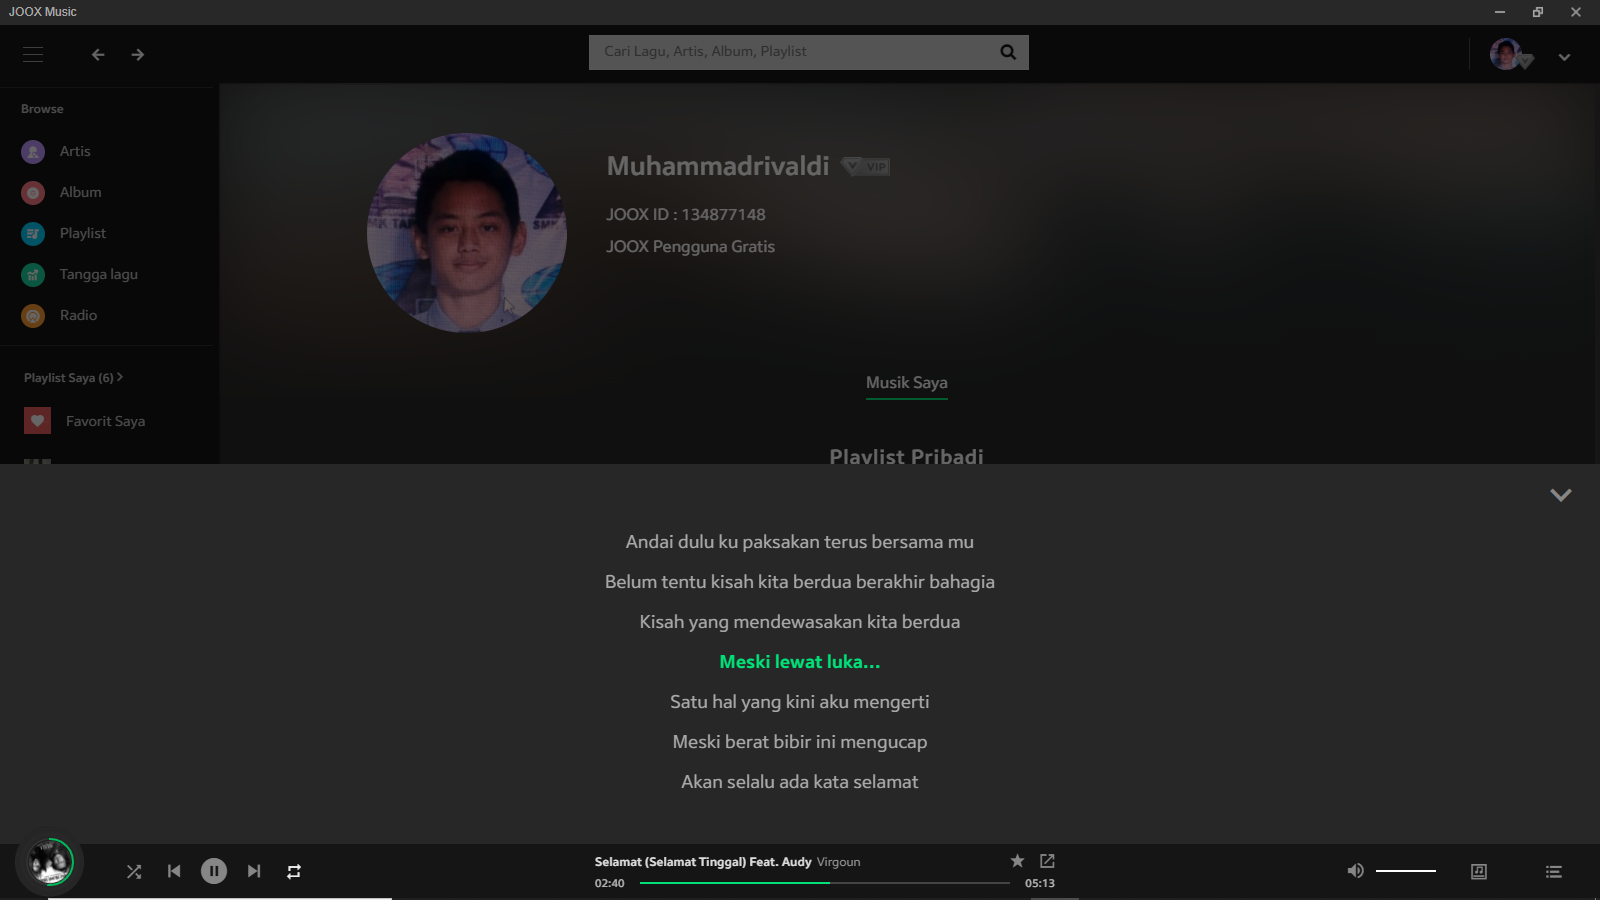 JOOX Music
Cari Lagu, Artis, Album, Playlist
Browse
Artis
Album
Playlist
Tangga lagu
Radio
Playlist Saya (6)
Favorit Saya
Muhammadrivaldi VIP
JOOX ID : 134877148
JOOX Pengguna Gratis
Musik Saya
Playlist Pribadi
Andai dulu ku paksakan terus bersama mu
Belum tentu kisah kita berdua berakhir bahagia
Kisah yang mendewasakan kita berdua
Meski lewat luka...
Satu hal yang kini aku mengerti
Meski berat bibir ini mengucap
Akan selalu ada kata selamat
Selamat (Selamat Tinggal) Feat. Audy Virgoun
02:40 05:13